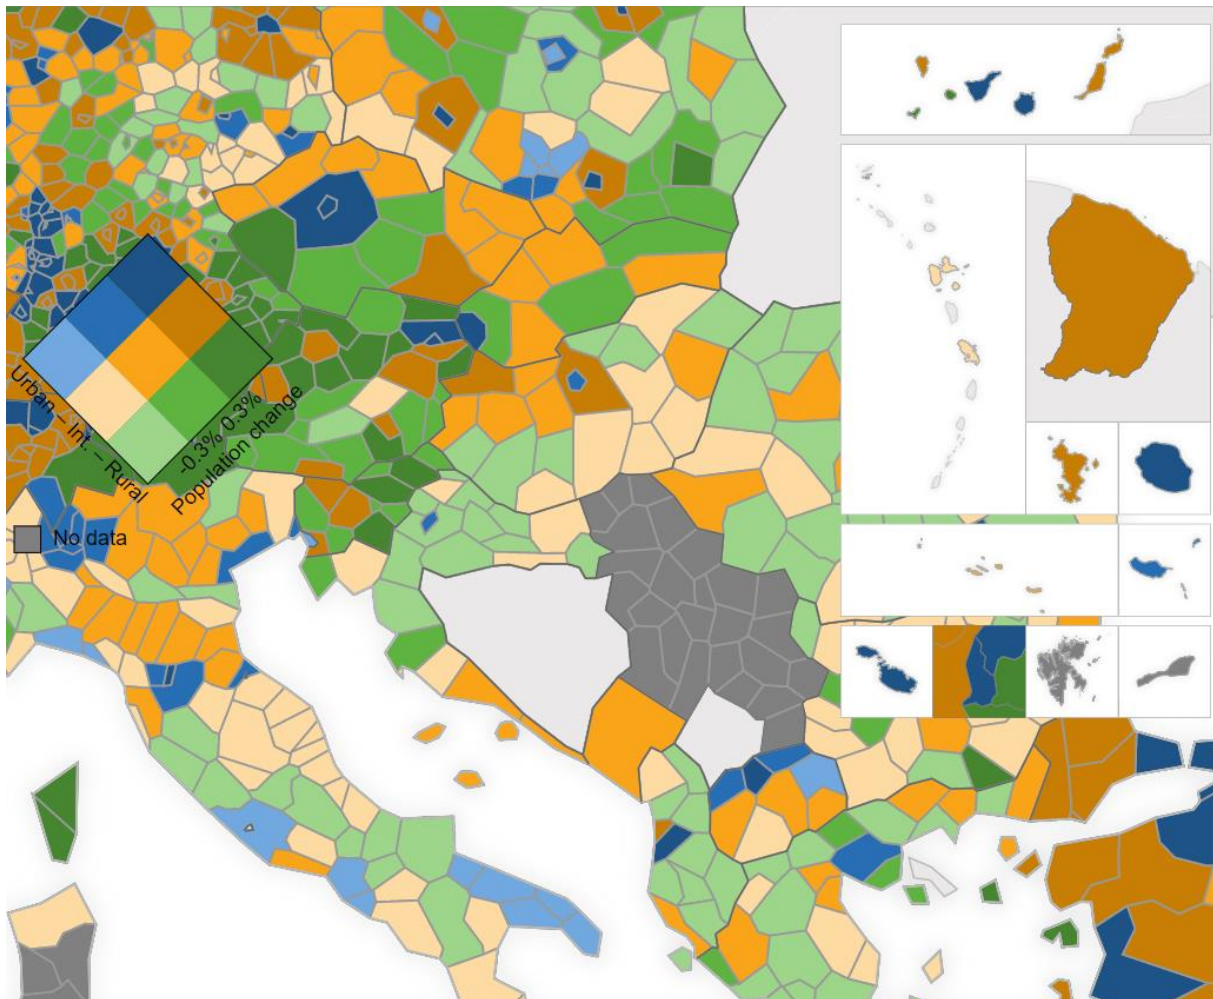 Urban – Int. – Rural
-0.3% 0.3%
Population change
No data